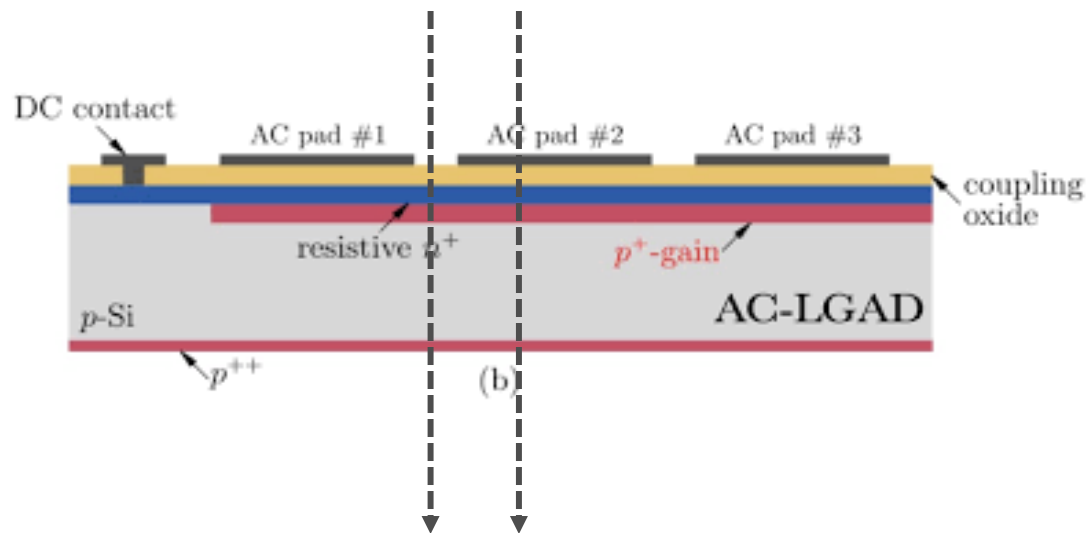 DC contact
AC pad #1
AC pad #2
AC pad #3
coupling
oxide
resistive n⁺
p⁺-gain
p-Si
AC-LGAD
p⁺⁺
(b)